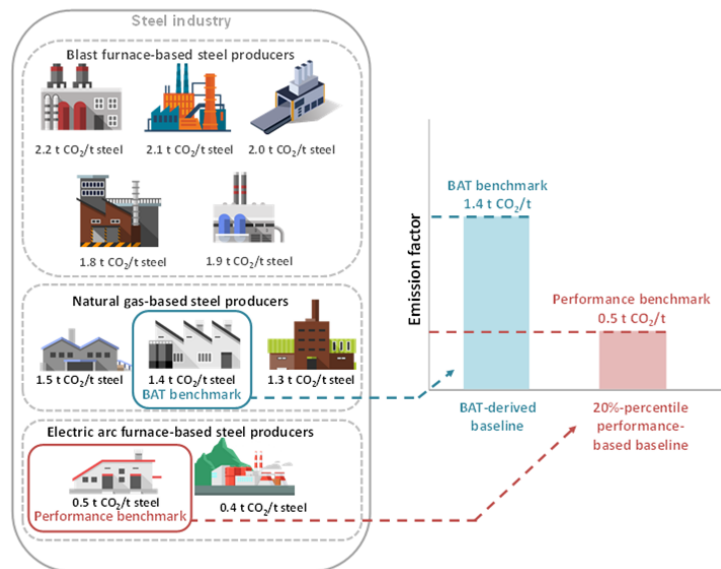 Steel industry
Blast furnace-based steel producers
2.2 t CO₂/t steel
2.1 t CO₂/t steel
2.0 t CO₂/t steel
1.8 t CO₂/t steel
1.9 t CO₂/t steel
Natural gas-based steel producers
1.5 t CO₂/t steel
1.4 t CO₂/t steel
BAT benchmark
1.3 t CO₂/t steel
Electric arc furnace-based steel producers
0.5 t CO₂/t steel
Performance benchmark
0.4 t CO₂/t steel
Emission factor
BAT benchmark
1.4 t CO₂/t
Performance benchmark
0.5 t CO₂/t
BAT-derived
baseline
20%-percentile
performance-
based baseline